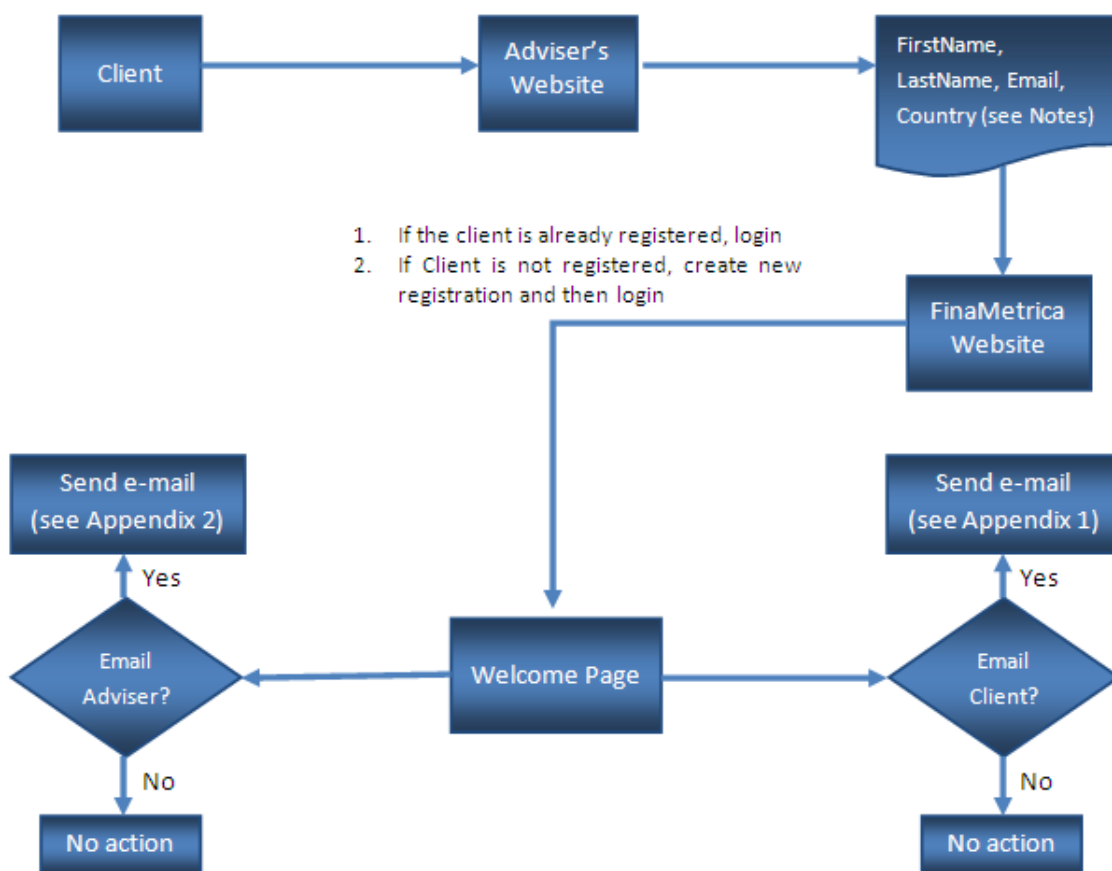 Client
Adviser's
Website
FirstName,
LastName, Email,
Country (see Notes)
1. If the client is already registered, login
2. If Client is not registered, create new
registration and then login
FinaMetrica
Website
Send e-mail
(see Appendix 2)
Send e-mail
(see Appendix 1)
Yes
Yes
Email
Adviser?
Welcome Page
Email
Client?
No
No
No action
No action